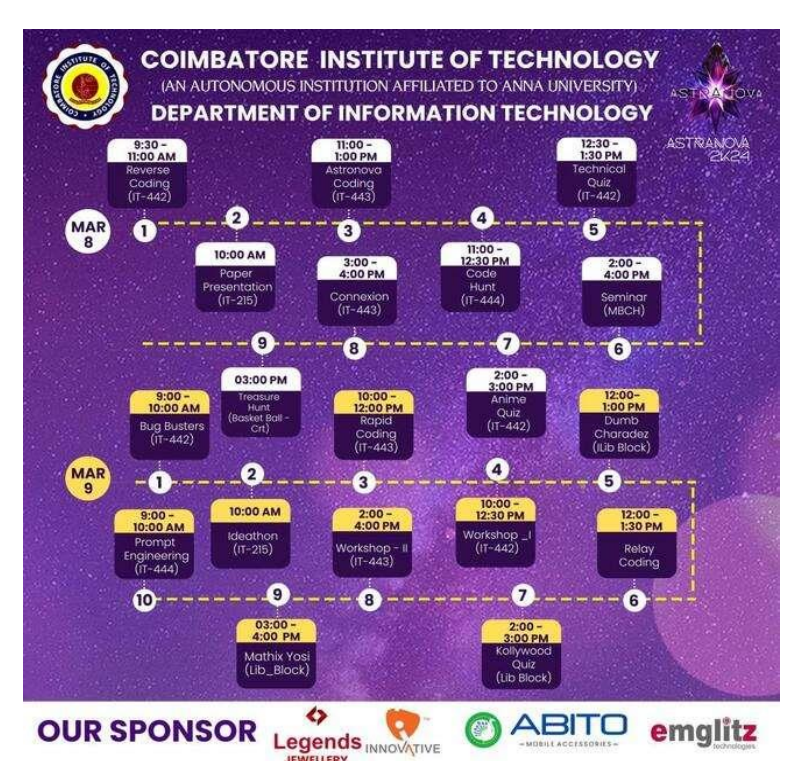 COIMBATORE INSTITUTE OF TECHNOLOGY
(AN AUTONOMOUS INSTITUTION AFFILIATED TO ANNA UNIVERSITY)
DEPARTMENT OF INFORMATION TECHNOLOGY
COIMBATORE INSTITUTE OF TECHNOLOGY
ASTRANOVA
ASTRANOVA
2K24
MAR
8
9:30 -
11:00 AM
Reverse
Coding
(IT-442)
1
2
10:00 AM
Paper
Presentation
(IT-215)
11:00 -
1:00 PM
Astronova
Coding
(IT-443)
3
4
11:00 -
12:30 PM
Code
Hunt
(IT-444)
12:30 -
1:30 PM
Technical
Quiz
(IT-442)
5
2:00 -
4:00 PM
Seminar
(MBCH)
6
7
2:00 -
3:00 PM
Anime
Quiz
(IT-442)
3:00 -
4:00 PM
Connexion
(IT-443)
8
9
03:00 PM
Treasure
Hunt
(Basket Ball -
Crt)
MAR
9
9:00 -
10:00 AM
Bug Busters
(IT-442)
1
2
10:00 AM
Ideathon
(IT-215)
10:00 -
12:00 PM
Rapid
Coding
(IT-443)
3
4
10:00 -
12:30 PM
Workshop _I
(IT-442)
12:00-
1:00 PM
Dumb
Charadez
(ILib Block)
5
12:00 -
1:30 PM
Relay
Coding
6
7
2:00 -
3:00 PM
Kollywood
Quiz
(Lib Block)
2:00 -
4:00 PM
Workshop - II
(IT-443)
8
9
03:00 -
4:00 PM
Mathix Yosi
(Lib_Block)
9:00 -
10:00 AM
Prompt
Engineering
(IT-444)
10
OUR SPONSOR
Legends
JEWELLERY
INNOVATIVE
ABITO
–MOBILE ACCESSORIES–
emglitz
technologies